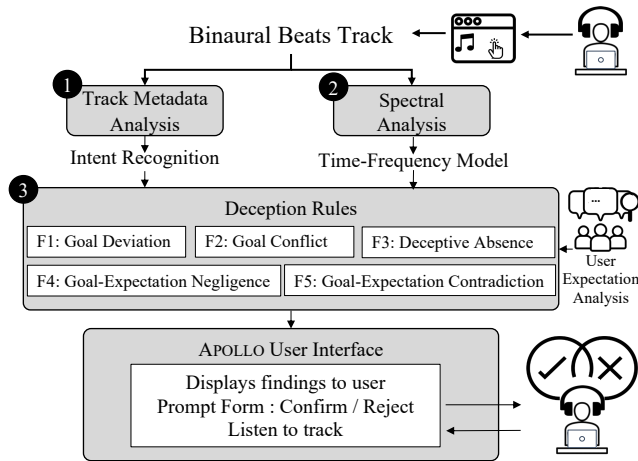 Binaural Beats Track
1
Track Metadata
Analysis
2
Spectral
Analysis
Intent Recognition
Time-Frequency Model
3
Deception Rules
F1: Goal Deviation
F2: Goal Conflict
F3: Deceptive Absence
F4: Goal-Expectation Negligence
F5: Goal-Expectation Contradiction
User
Expectation
Analysis
APOLLO User Interface
Displays findings to user
Prompt Form : Confirm / Reject
Listen to track